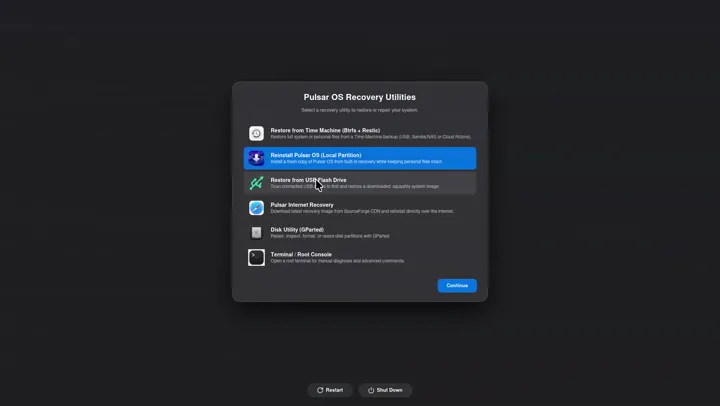 Pulsar OS Recovery Utilities
Select a recovery utility to restore or repair your system.
Restore from Time Machine (Btrfs + Restic)
Restore full system or personal files from a Time Machine backup (USB, Samba/NAS or Cloud Rclone).
Reinstall Pulsar OS (Local Partition)
Install a fresh copy of Pulsar OS from built-in recovery while keeping personal files intact.
Restore from USB Flash Drive
Scan connected USB to find and restore a downloaded .squashfs system image.
Pulsar Internet Recovery
Download latest recovery image from SourceForge CDN and reinstall directly over the internet.
Disk Utility (GParted)
Repair, inspect, format, or resize disk partitions with GParted.
Terminal / Root Console
Open a root terminal for manual diagnosis and advanced commands.
Continue
Restart
Shut Down